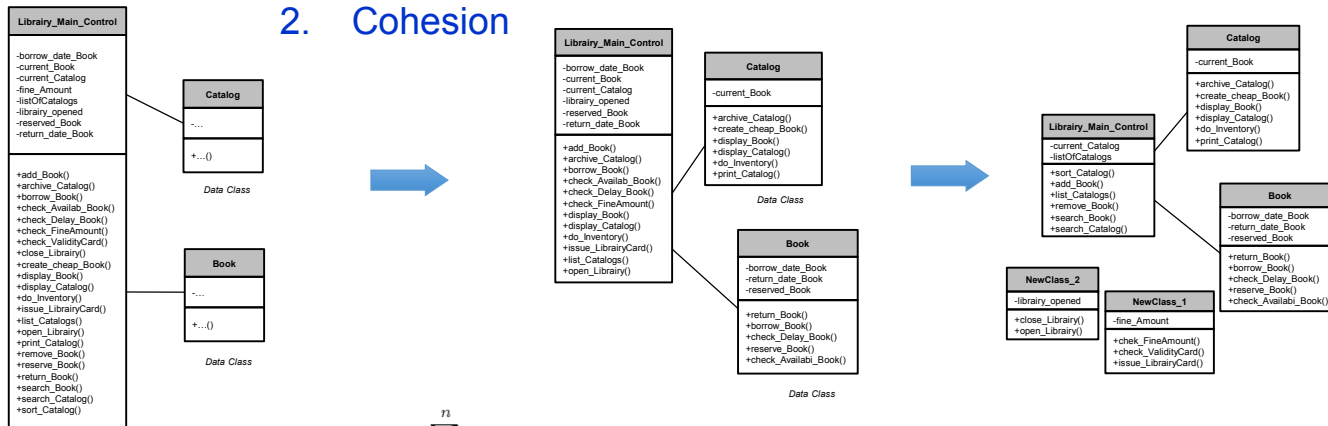 2. Cohesion
Librairy_Main_Control
-borrow_date_Book
-current_Book
-current_Catalog
-fine_Amount
-listOfCatalogs
-librairy_opened
-reserved_Book
-return_date_Book
+add_Book()
+archive_Catalog()
+borrow_Book()
+check_Availab_Book()
+check_Delay_Book()
+check_FineAmount()
+check_ValidityCard()
+close_Librairy()
+create_cheap_Book()
+display_Book()
+display_Catalog()
+do_Inventory()
+issue_LibrairyCard()
+list_Catalogs()
+open_Librairy()
+print_Catalog()
+remove_Book()
+reserve_Book()
+return_Book()
+search_Book()
+search_Catalog()
+sort_Catalog()
Catalog
-...
+...()
Data Class
Book
-...
+...()
Data Class
Librairy_Main_Control
-borrow_date_Book
-current_Book
-current_Catalog
-librairy_opened
-reserved_Book
-return_date_Book
+add_Book()
+archive_Catalog()
+borrow_Book()
+check_Availab_Book()
+check_Delay_Book()
+check_FineAmount()
+display_Book()
+display_Catalog()
+do_Inventory()
+issue_LibrairyCard()
+list_Catalogs()
+open_Librairy()
Catalog
-current_Book
+archive_Catalog()
+create_cheap_Book()
+display_Book()
+display_Catalog()
+do_Inventory()
+print_Catalog()
Data Class
Book
-borrow_date_Book
-return_date_Book
-reserved_Book
+return_Book()
+borrow_Book()
+check_Delay_Book()
+reserve_Book()
+check_Availabi_Book()
Data Class
Catalog
-current_Book
+archive_Catalog()
+create_cheap_Book()
+display_Book()
+display_Catalog()
+do_Inventory()
+print_Catalog()
Librairy_Main_Control
-current_Catalog
-listOfCatalogs
+sort_Catalog()
+add_Book()
+list_Catalogs()
+remove_Book()
+search_Book()
+search_Catalog()
Book
-borrow_date_Book
-return_date_Book
-reserved_Book
+return_Book()
+borrow_Book()
+check_Delay_Book()
+reserve_Book()
+check_Availabi_Book()
NewClass_2
-librairy_opened
+close_Librairy()
+open_Librairy()
NewClass_1
-fine_Amount
+chek_FineAmount()
+check_ValidityCard()
+issue_LibrairyCard()
n